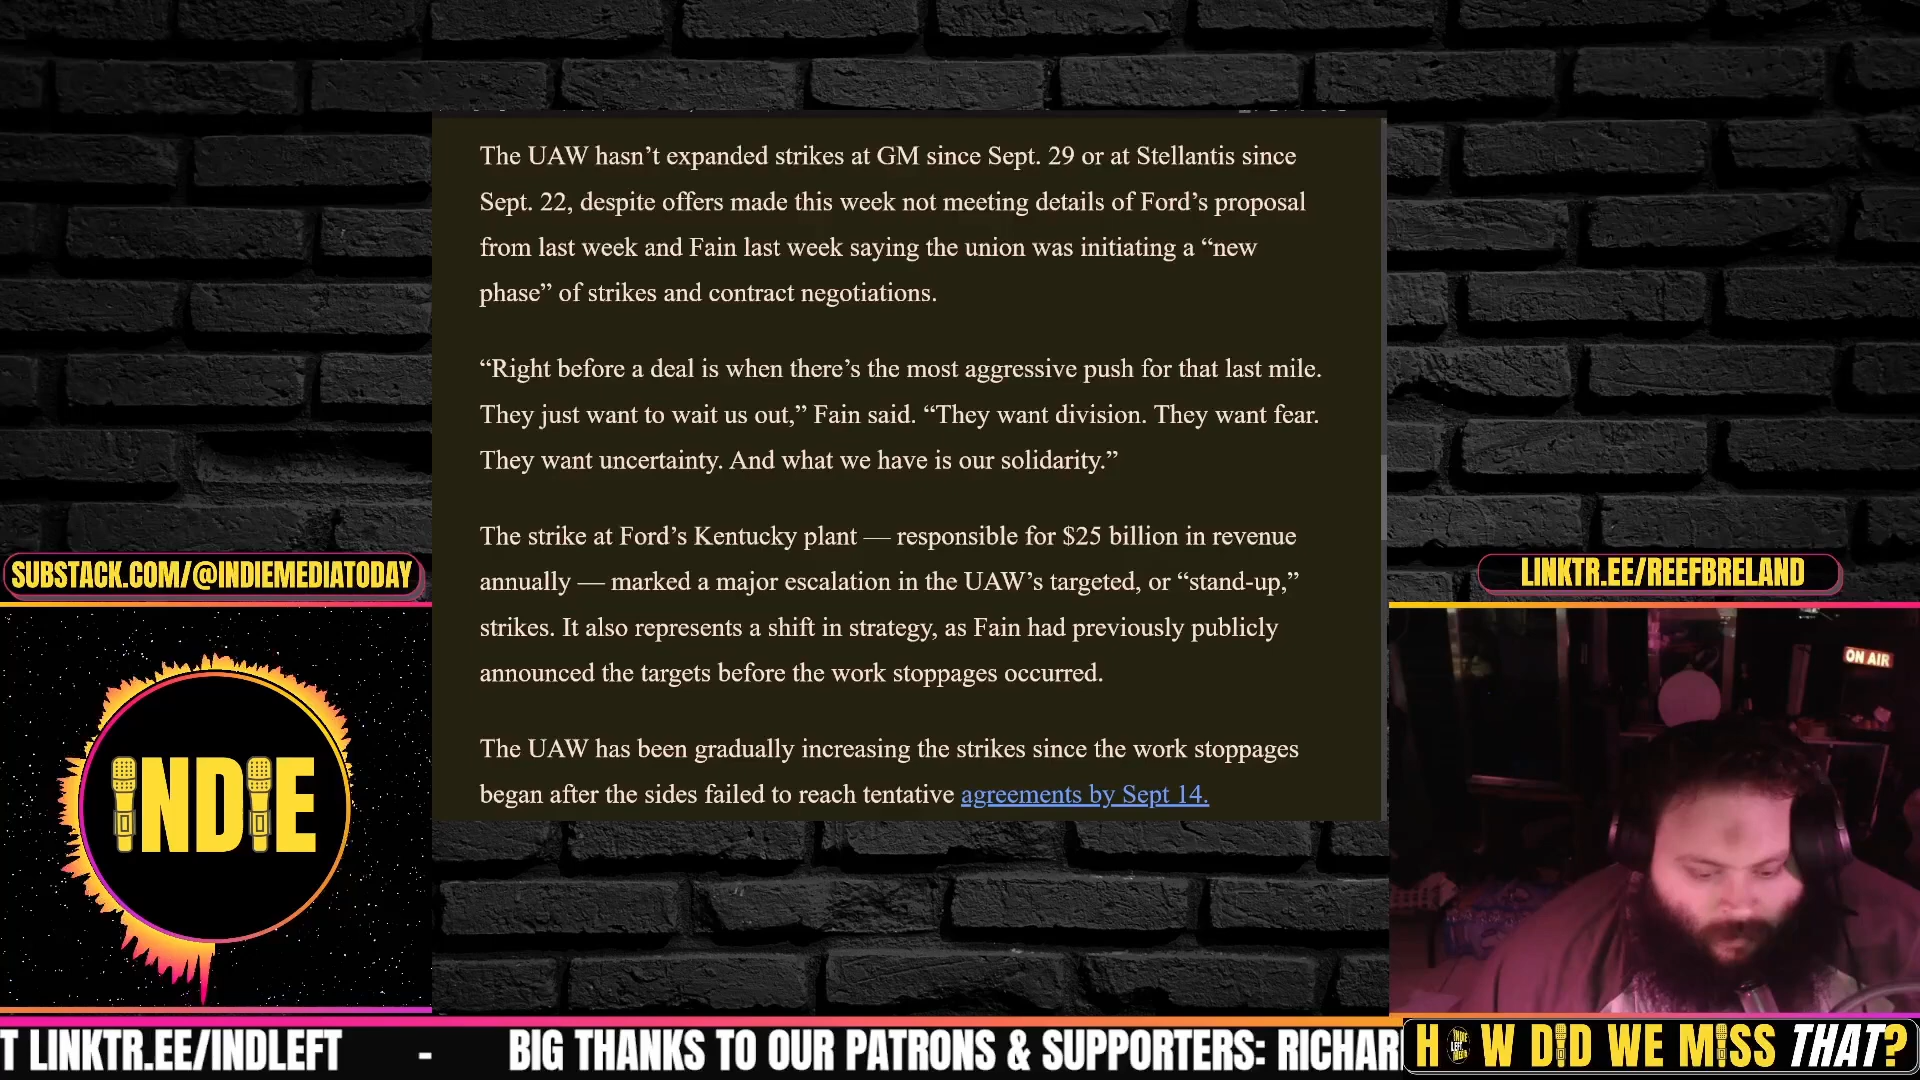 The UAW hasn’t expanded strikes at GM since Sept. 29 or at Stellantis since
Sept. 22, despite offers made this week not meeting details of Ford’s proposal
from last week and Fain last week saying the union was initiating a “new
phase” of strikes and contract negotiations.
“Right before a deal is when there’s the most aggressive push for that last mile.
They just want to wait us out,” Fain said. “They want division. They want fear.
They want uncertainty. And what we have is our solidarity.”
The strike at Ford’s Kentucky plant — responsible for $25 billion in revenue
annually — marked a major escalation in the UAW’s targeted, or “stand-up,”
strikes. It also represents a shift in strategy, as Fain had previously publicly
announced the targets before the work stoppages occurred.
The UAW has been gradually increasing the strikes since the work stoppages
began after the sides failed to reach tentative agreements by Sept 14.
SUBSTACK.COM/@INDIEMEDIATODAY
LINKTR.EE/REEFBRELAND
ON AIR
INDIE
T LINKTR.EE/INDLEFT - BIG THANKS TO OUR PATRONS & SUPPORTERS: RICHAR
HOW DID WE MISS THAT?